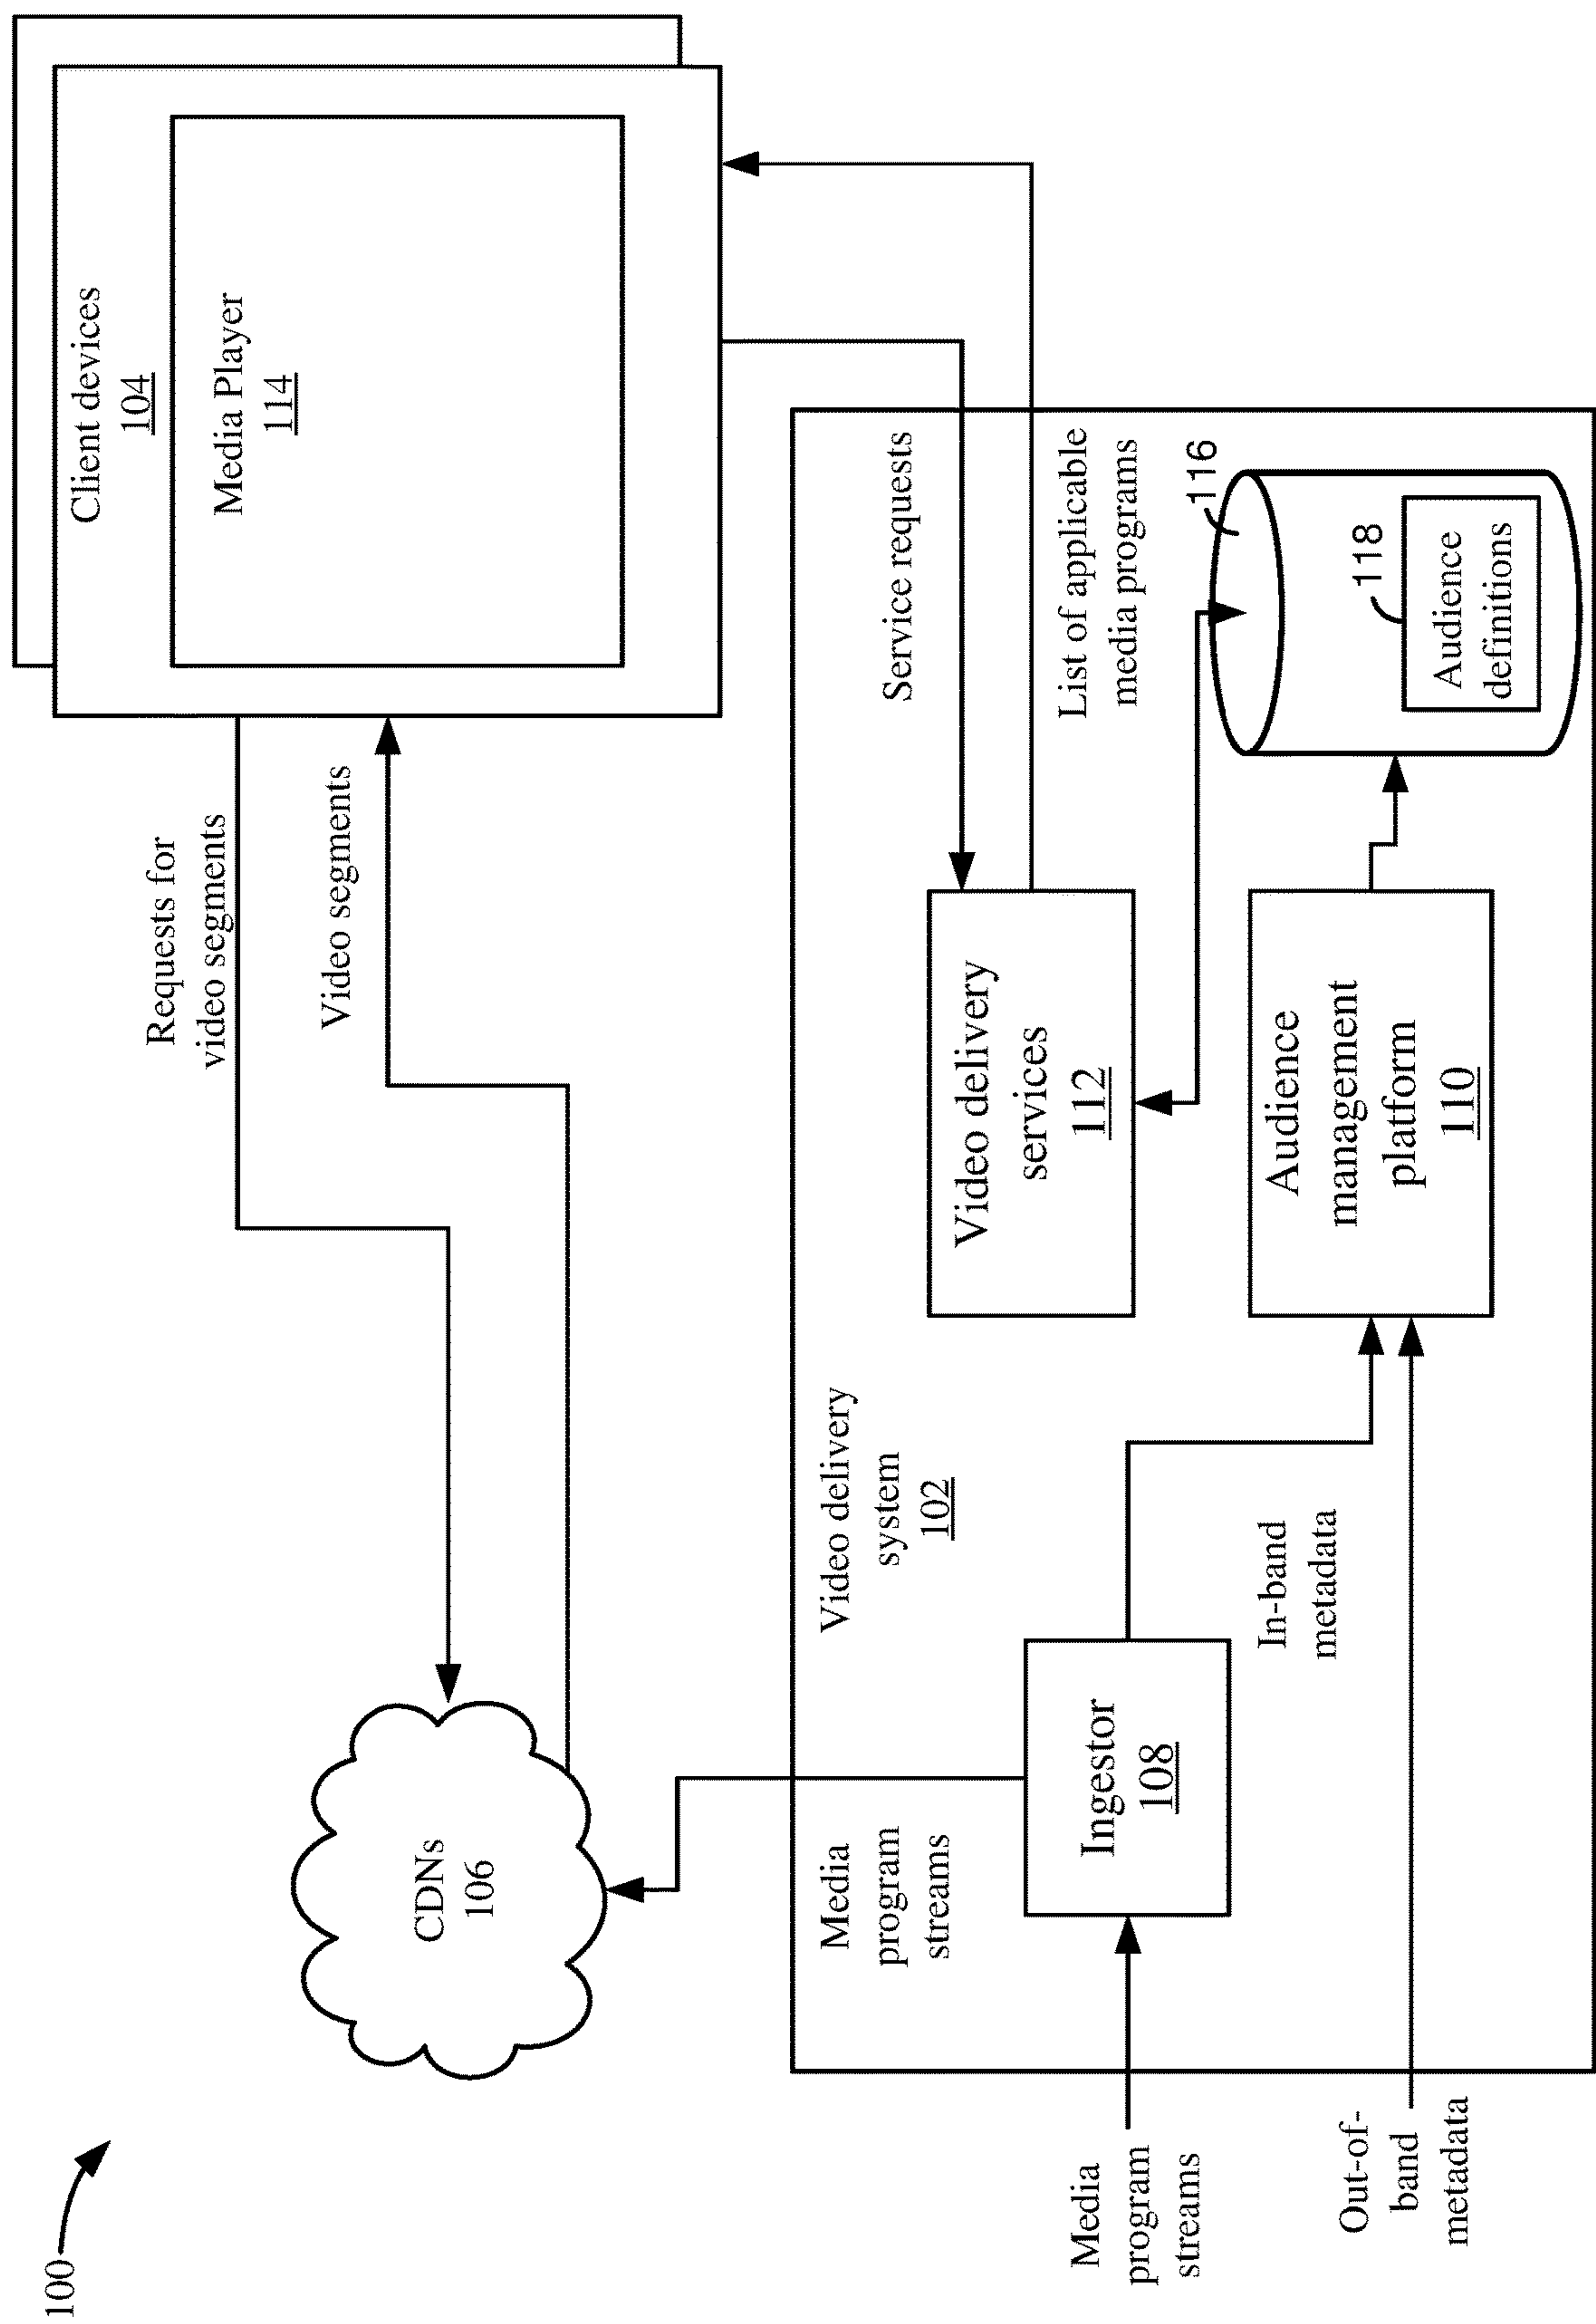 100
Client devices
104
Media Player
114
Requests for
video segments
Video segments
CDNs
106
Video delivery
system
102
Service requests
List of applicable
media programs
Media
program
streams
Video delivery
services
112
116
118
Audience
definitions
Ingestor
108
In-band
metadata
Audience
management
platform
110
Media
program
streams
Out-of-
band
metadata